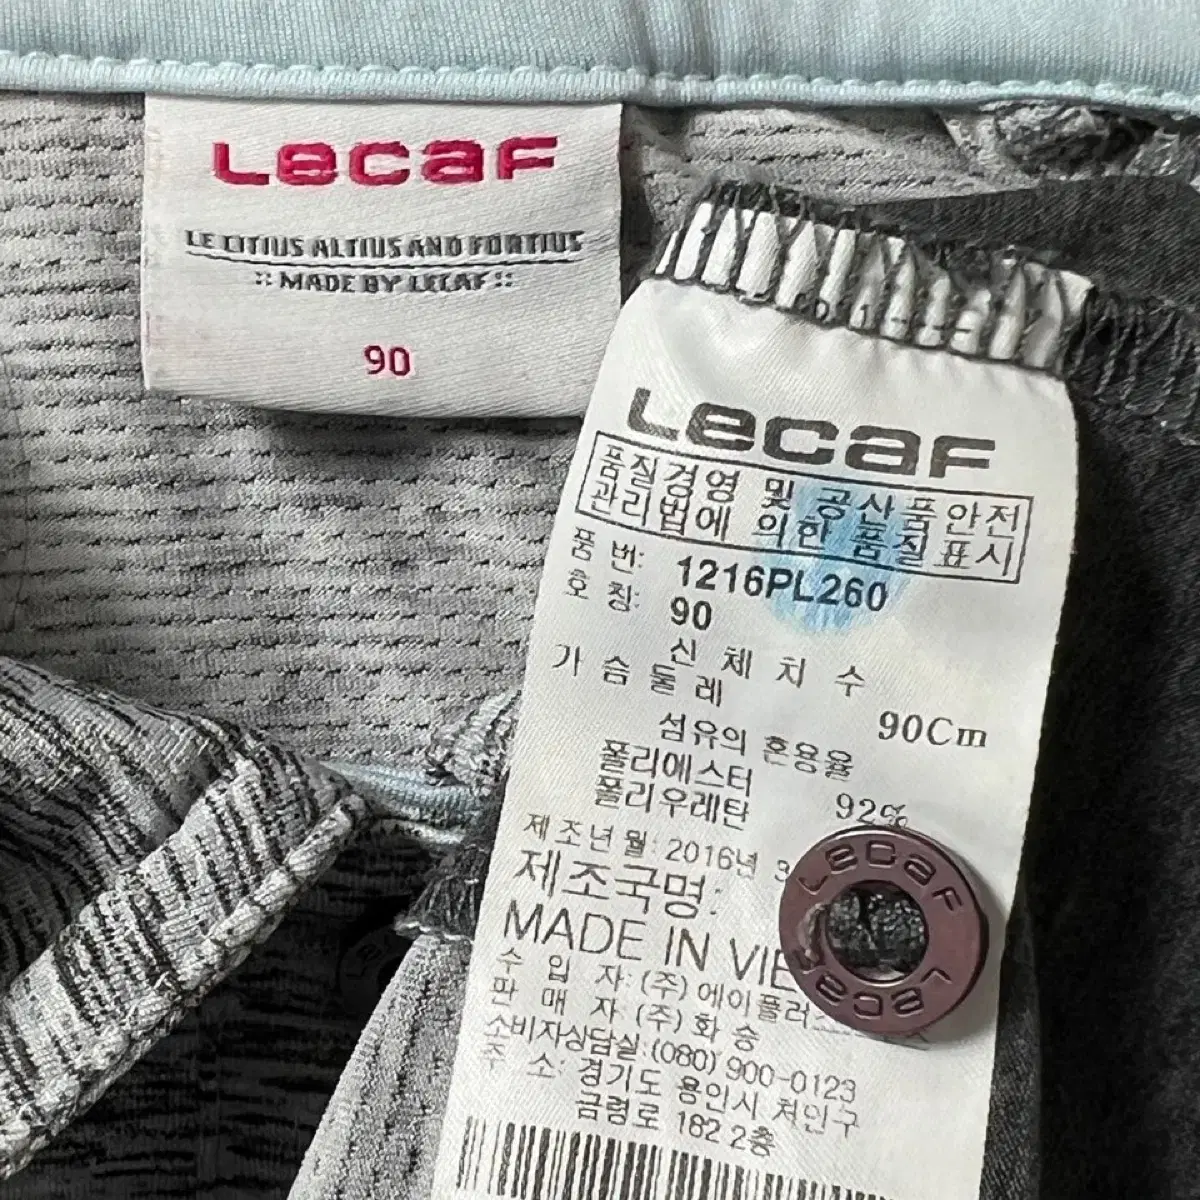 Lecaf
LE CITIUS ALTIUS AND FORTIUS
:: MADE BY LECAF ::
90
Lecaf
품질경영 및 공산품안전
관리법에 의한 품질표시
품 번: 1216PL260
호 칭: 90
신 체 치 수
가 슴 둘 레 90Cm
섬유의 혼용율
폴리에스터 92%
폴리우레탄
제조년월: 2016년 3
제조국명:
MADE IN VIE
수 입 자: (주) 에이플러
판 매 자: (주) 화 승
소비자상담실: (080) 900-0123
주 소: 경기도 용인시 처인구
금령로 182 2층
Lecaf
Lecaf